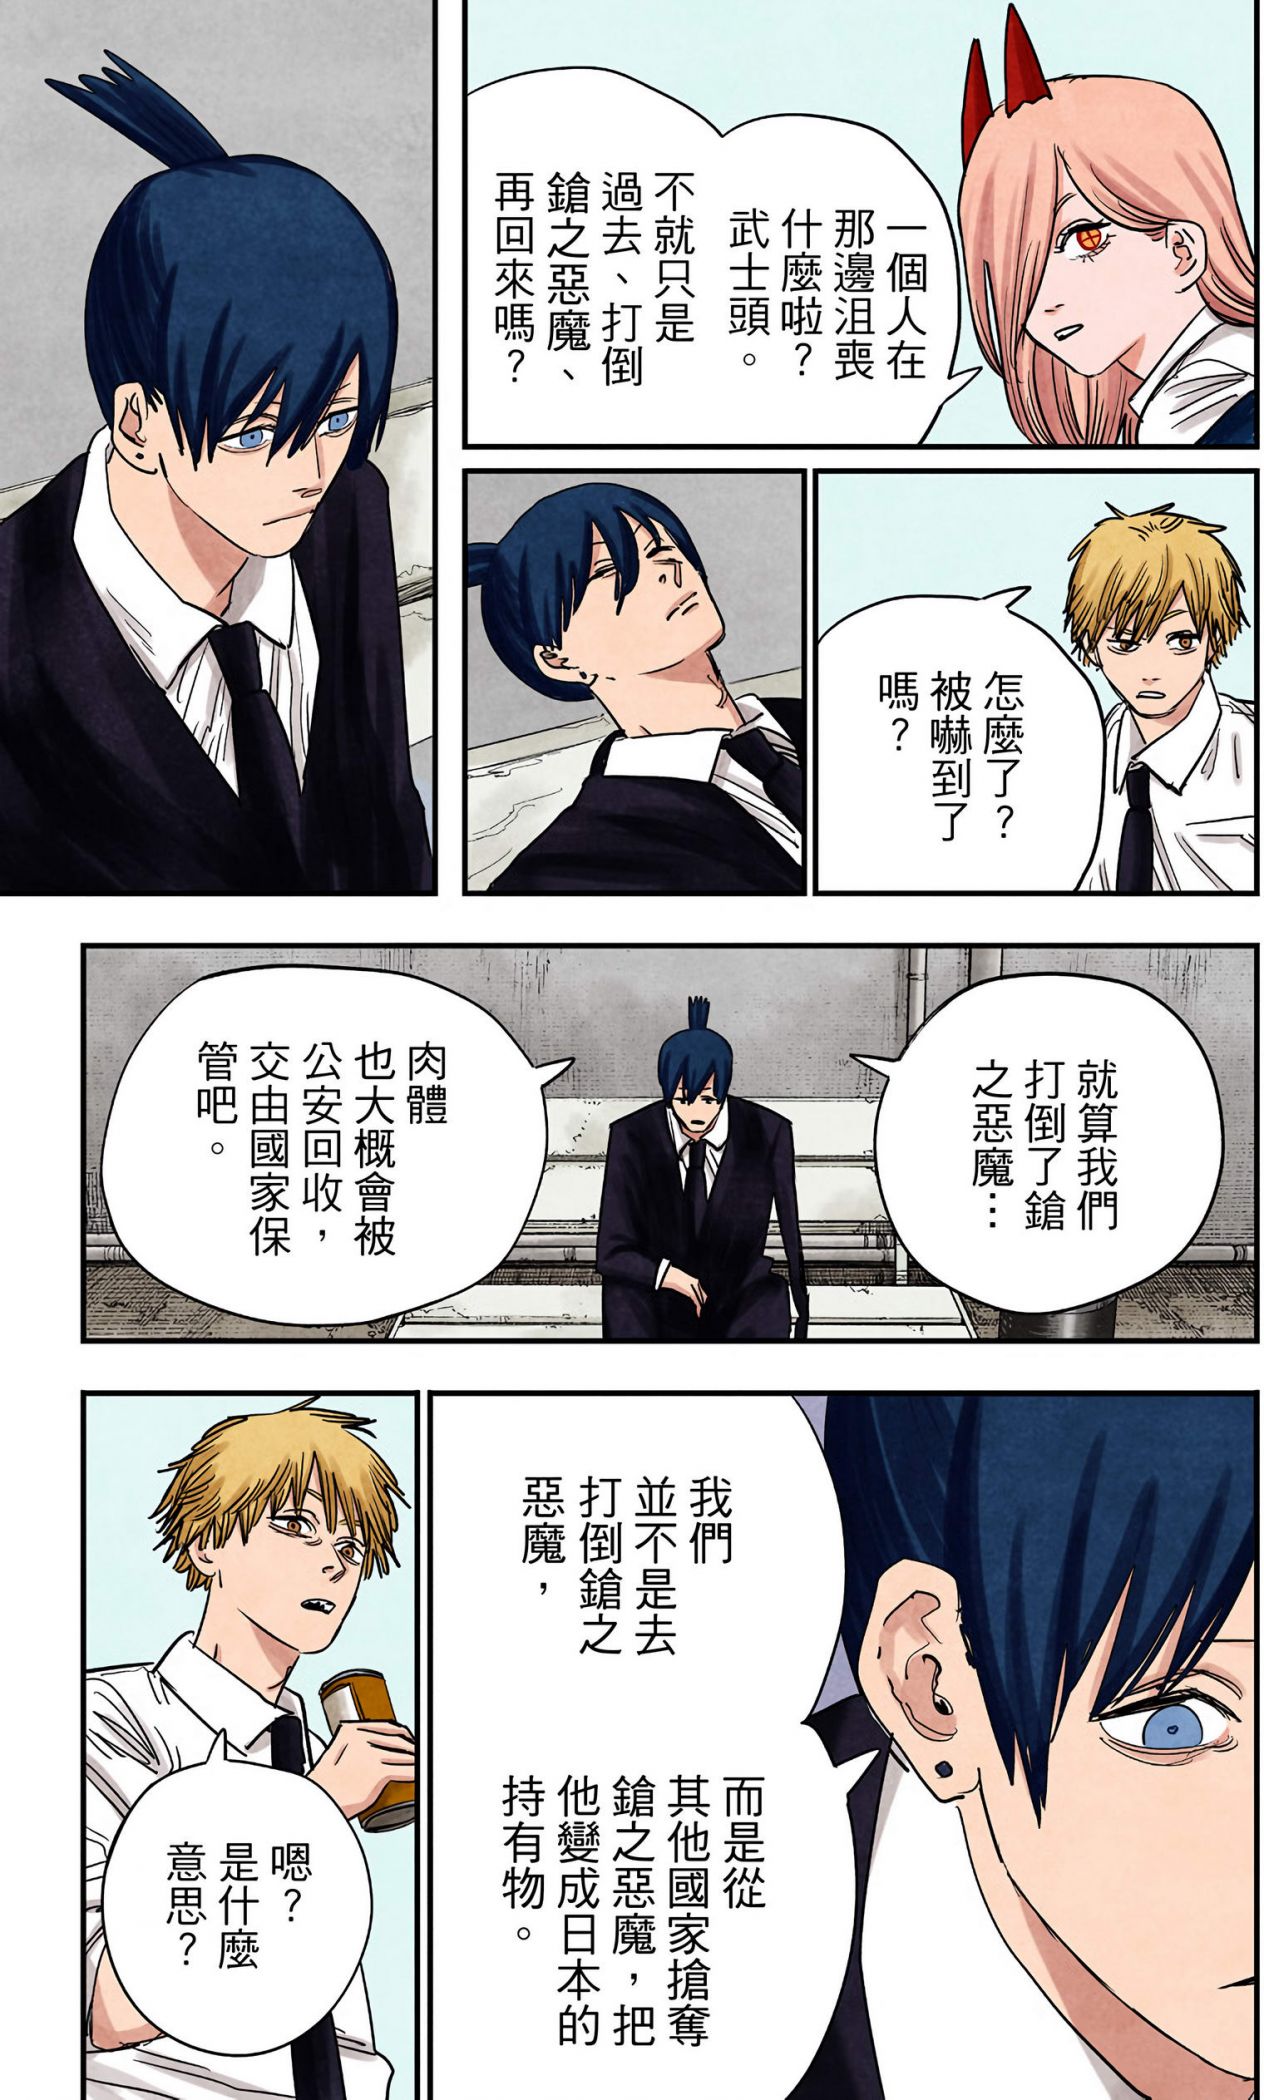 一個人在
那邊沮喪
什麼啦？
武士頭。
不就只是
過去、打倒
鎗之惡魔、
再回來嗎？
怎麼了？
被嚇到了
嗎？
就算我們
打倒了鎗
之惡魔…
肉體
也大概會被
公安回收，
交由國家保
管吧。
我們
並不是去
打倒鎗之
惡魔，
而是從
其他國家搶奪
鎗之惡魔，把
他變成日本的
持有物。
嗯？
是什麼
意思？